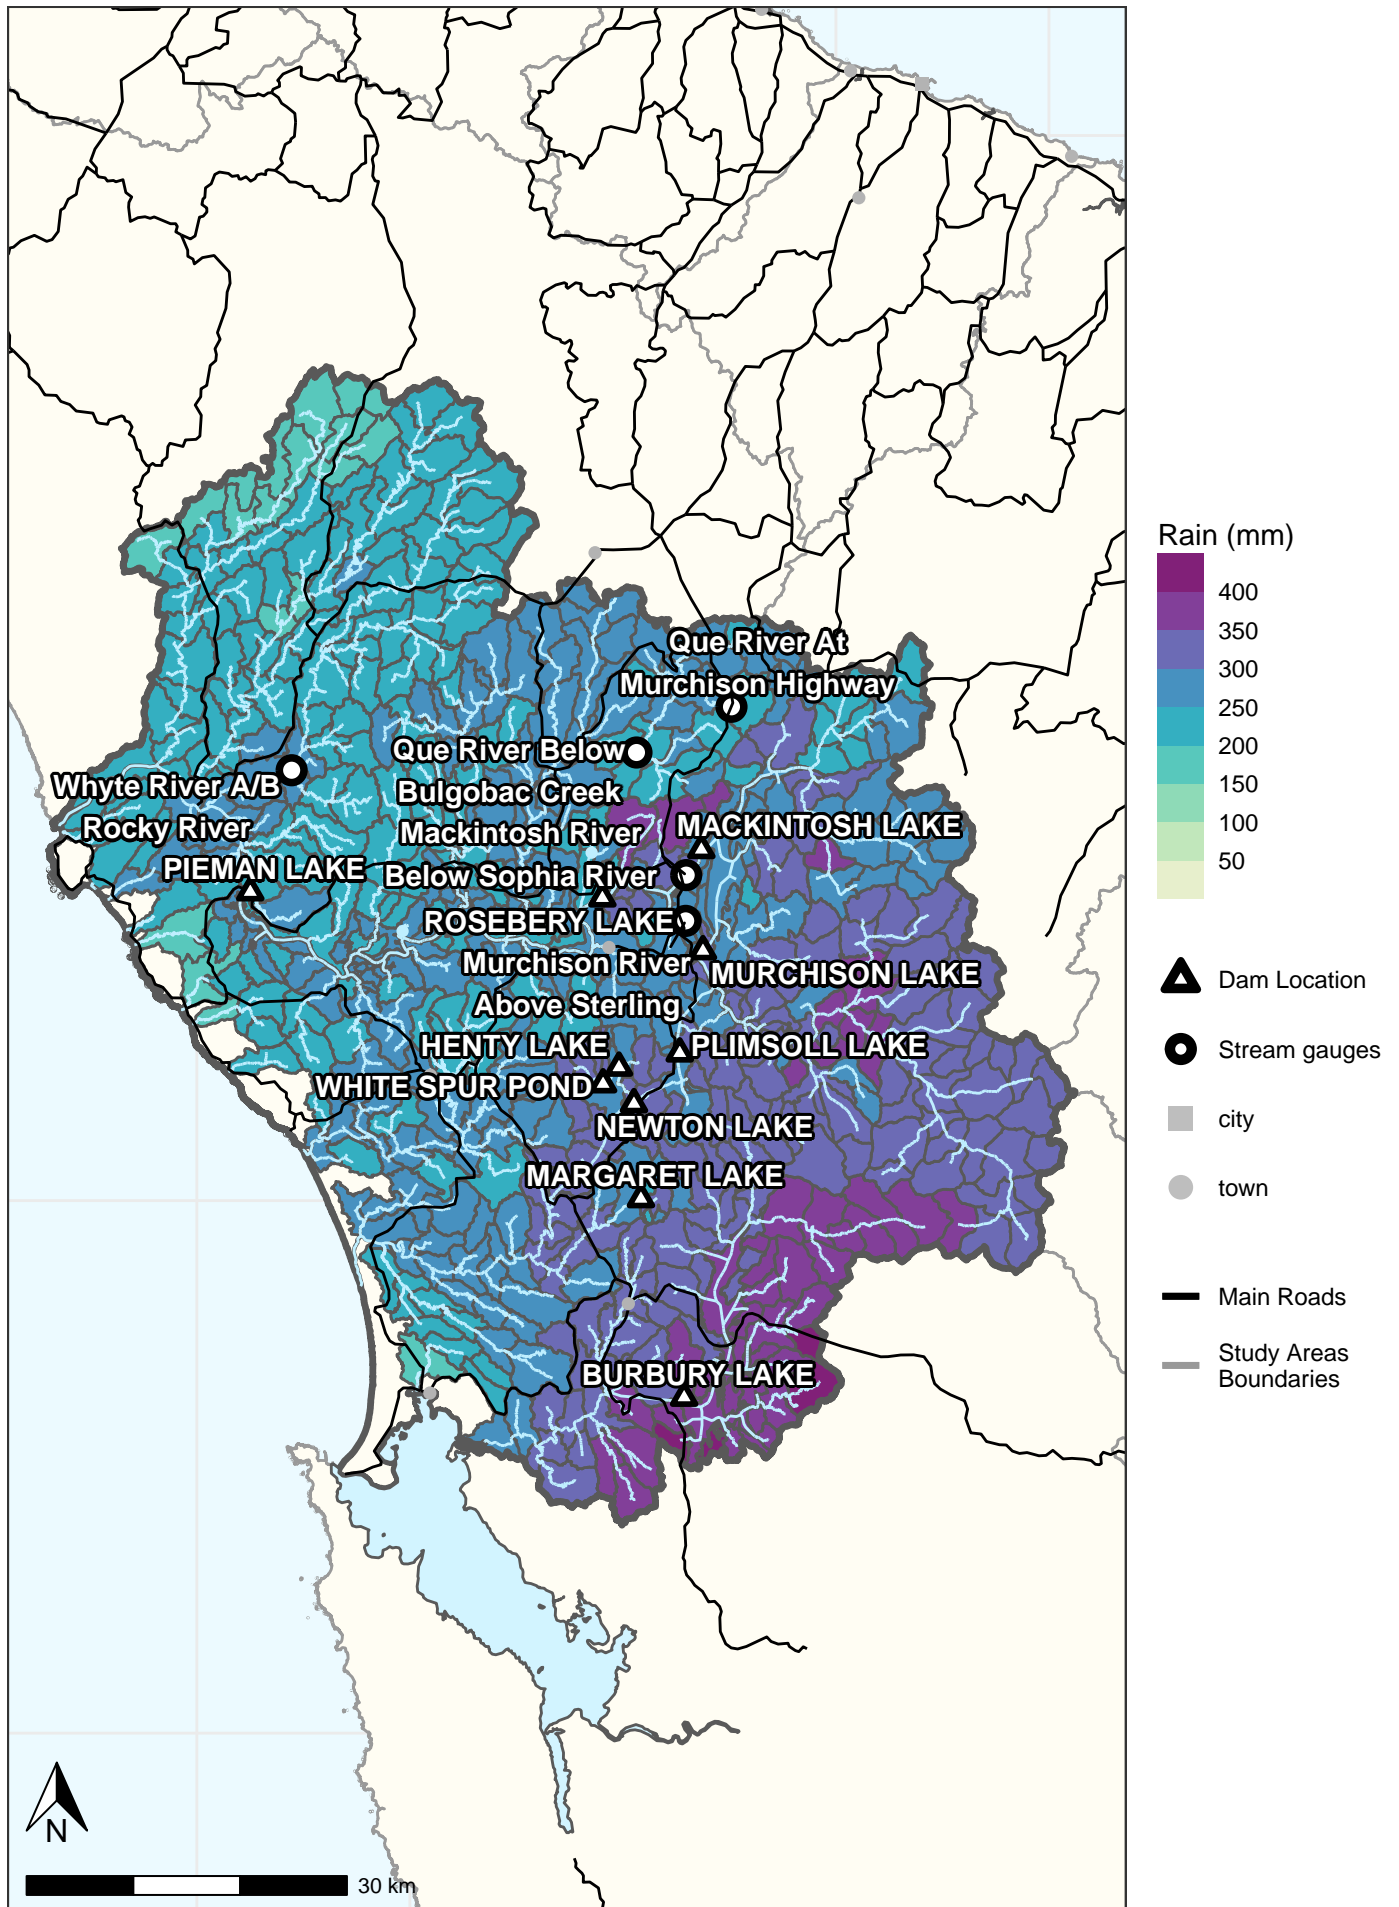 Que River At
Murchison Highway
Que River Below
Bulgobac Creek
Whyte River A/B
Rocky River
Mackintosh River
Below Sophia River
MACKINTOSH LAKE
PIEMAN LAKE
ROSEBERY LAKE
Murchison River
Above Sterling
MURCHISON LAKE
HENTY LAKE
PLIMSOLL LAKE
WHITE SPUR POND
NEWTON LAKE
MARGARET LAKE
BURBURY LAKE
N
30 km
Rain (mm)
400
350
300
250
200
150
100
50
Dam Location
Stream gauges
city
town
Main Roads
Study Areas
Boundaries